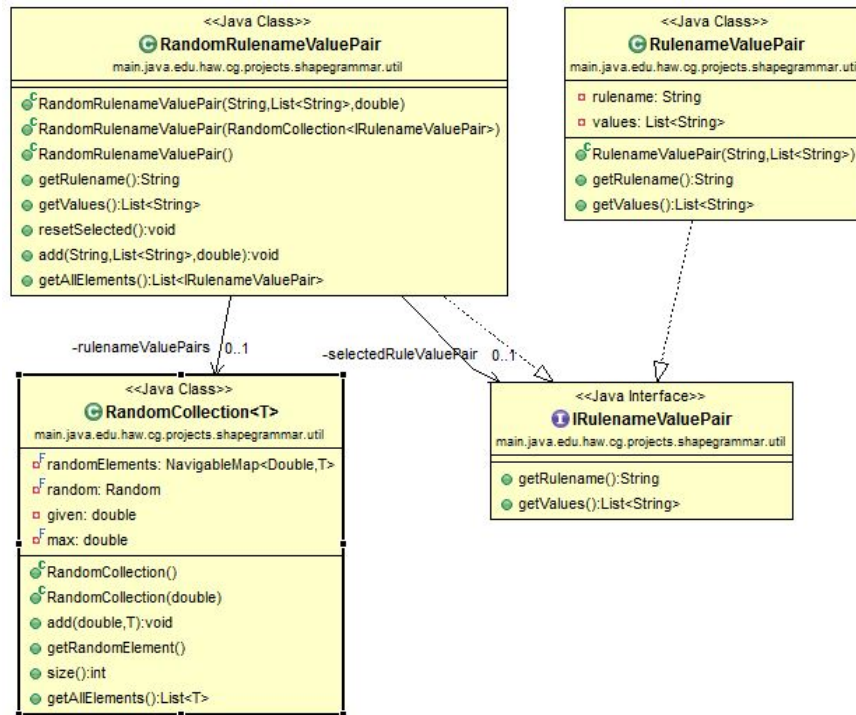 <<Java Class>>
RandomRulenameValuePair
main.java.edu.haw.cg.projects.shapegrammar.util
RandomRulenameValuePair(String,List<String>,double)
RandomRulenameValuePair(RandomCollection<IRulenameValuePair>)
RandomRulenameValuePair()
getRulename():String
getValues():List<String>
resetSelected():void
add(String,List<String>,double):void
getAllElements():List<IRulenameValuePair>
<<Java Class>>
RulenameValuePair
main.java.edu.haw.cg.projects.shapegrammar.util
rulename: String
values: List<String>
RulenameValuePair(String,List<String>)
getRulename():String
getValues():List<String>
-rulenameValuePairs 0..1
-selectedRuleValuePair 0..1
<<Java Class>>
RandomCollection<T>
main.java.edu.haw.cg.projects.shapegrammar.util
randomElements: NavigableMap<Double,T>
random: Random
given: double
max: double
RandomCollection()
RandomCollection(double)
add(double,T):void
getRandomElement()
size():int
getAllElements():List<T>
<<Java Interface>>
IRulenameValuePair
main.java.edu.haw.cg.projects.shapegrammar.util
getRulename():String
getValues():List<String>